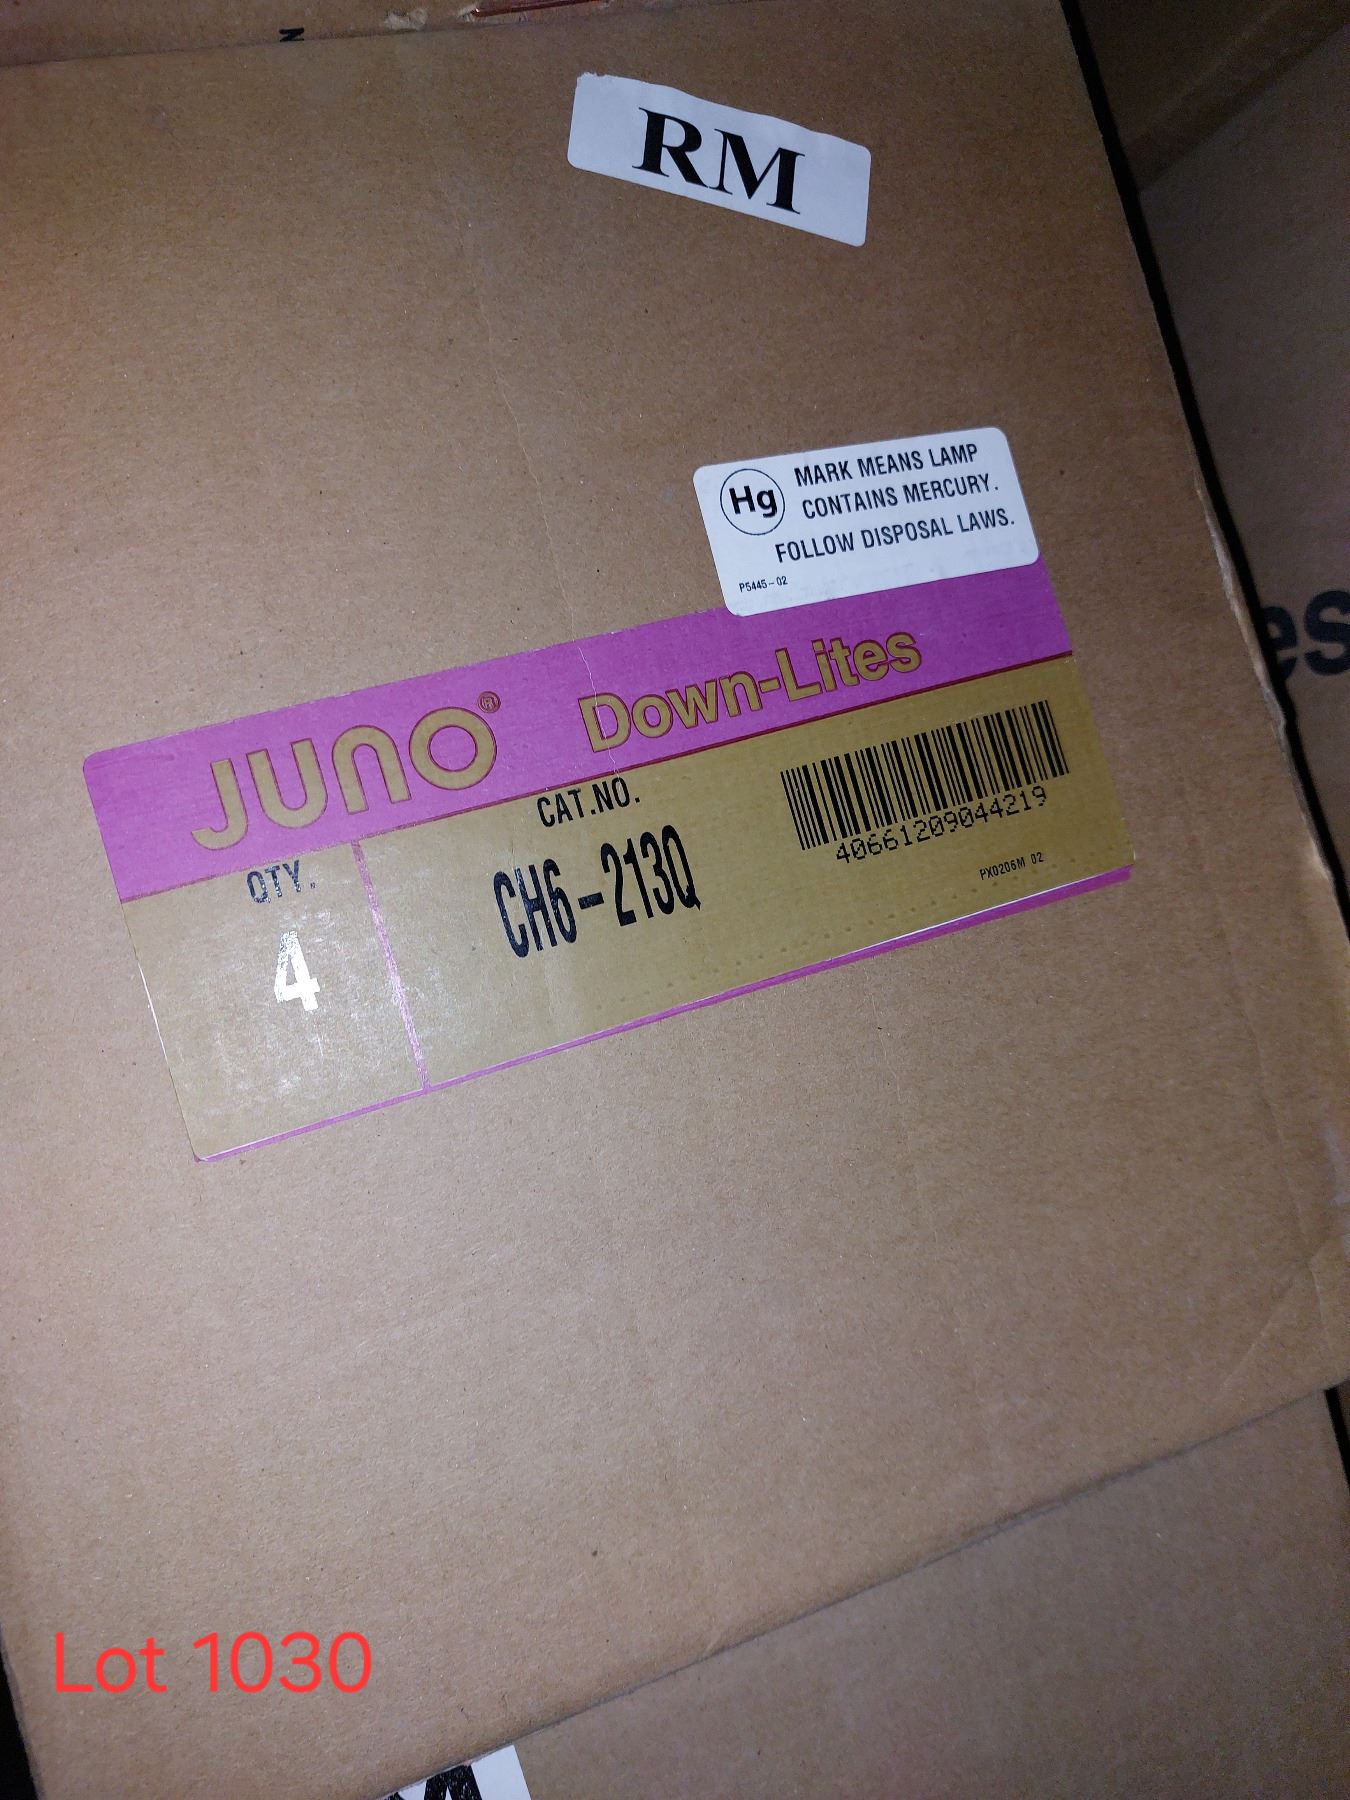 RM
Hg
MARK MEANS LAMP
CONTAINS MERCURY.
FOLLOW DISPOSAL LAWS.
P5445-02
JUNO® Down-Lites
QTY.
4
CAT.NO.
CH6-213Q
40661209044219
PX0206M 02
es
Lot 1030